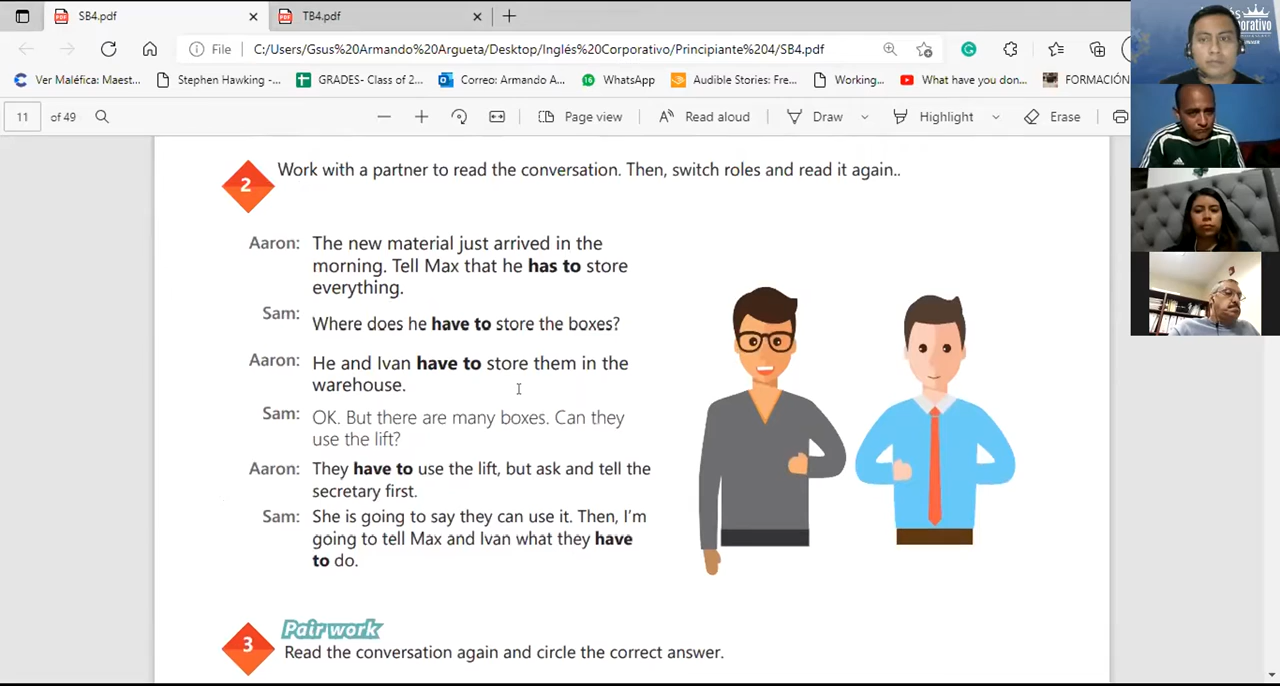 SB4.pdf
TB4.pdf
File C:/Users/Gsus%20Armando%20Argueta/Desktop/Inglés%20Corporativo/Principiante%204/SB4.pdf
Ver Maléfica: Maest...
Stephen Hawking -...
GRADES- Class of 2...
Correo: Armando A...
WhatsApp
Audible Stories: Fre...
Working...
What have you don...
FORMACIÓN
11 of 49
Page view
Read aloud
Draw
Highlight
Erase
2
Work with a partner to read the conversation. Then, switch roles and read it again..
Aaron: The new material just arrived in the
morning. Tell Max that he has to store
everything.
Sam: Where does he have to store the boxes?
Aaron: He and Ivan have to store them in the
warehouse.
Sam: OK. But there are many boxes. Can they
use the lift?
Aaron: They have to use the lift, but ask and tell the
secretary first.
Sam: She is going to say they can use it. Then, I'm
going to tell Max and Ivan what they have
to do.
3
Pair work
Read the conversation again and circle the correct answer.